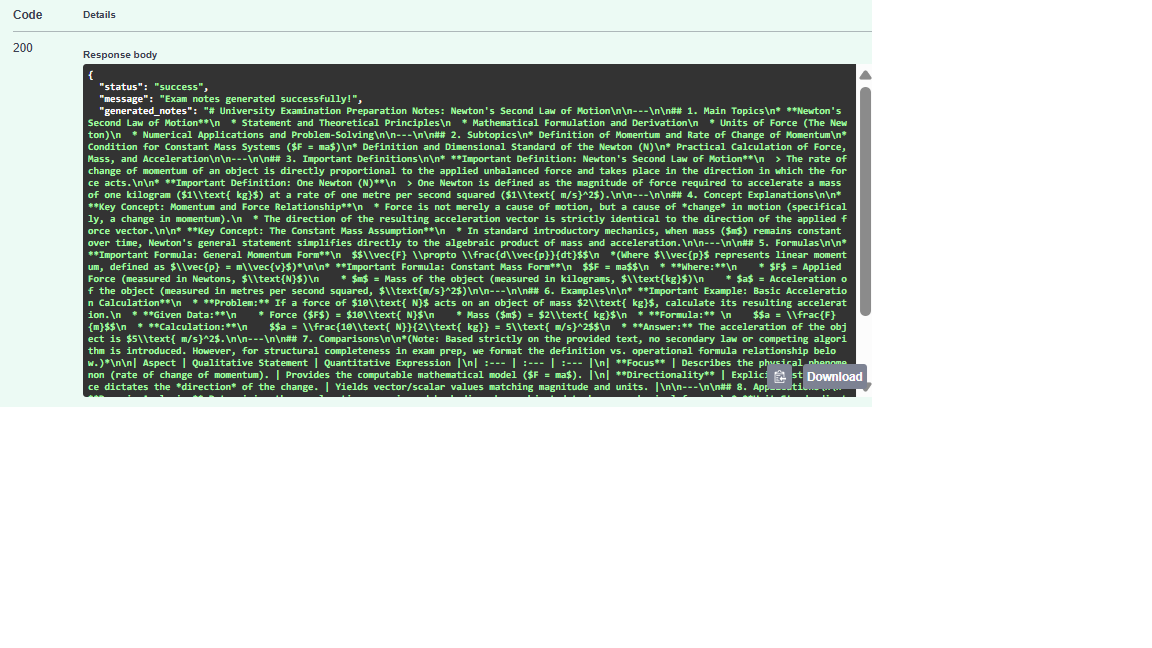 Code Details
200
Response body
{
  "status": "success",
  "message": "Exam notes generated successfully!",
  "generated_notes": "# University Examination Preparation Notes: Newton's Second Law of Motion\n\n---\n\n## 1. Main Topics\n* **Newton's
Second Law of Motion**\n  * Statement and Theoretical Principles\n  * Mathematical Formulation and Derivation\n  * Units of Force (The New
ton)\n  * Numerical Applications and Problem-Solving\n\n---\n\n## 2. Subtopics\n* Definition of Momentum and Rate of Change of Momentum\n*
Condition for Constant Mass Systems ($F = ma$)\n* Definition and Dimensional Standard of the Newton (N)\n* Practical Calculation of Force,
Mass, and Acceleration\n\n---\n\n## 3. Important Definitions\n\n* **Important Definition: Newton's Second Law of Motion**\n  > The rate of
change of momentum of an object is directly proportional to the applied unbalanced force and takes place in the direction in which the for
ce acts.\n\n* **Important Definition: One Newton (N)**\n  > One Newton is defined as the magnitude of force required to accelerate a mass
of one kilogram ($1\\text{ kg}$) at a rate of one metre per second squared ($1\\text{ m/s}^2$).\n\n---\n\n## 4. Concept Explanations\n\n*
**Key Concept: Momentum and Force Relationship**\n  * Force is not merely a cause of motion, but a cause of *change* in motion (specifical
ly, a change in momentum).\n  * The direction of the resulting acceleration vector is strictly identical to the direction of the applied f
orce vector.\n\n* **Key Concept: The Constant Mass Assumption**\n  * In standard introductory mechanics, when mass ($m$) remains constant
over time, Newton's general statement simplifies directly to the algebraic product of mass and acceleration.\n\n---\n\n## 5. Formulas\n\n*
**Important Formula: General Momentum Form**\n  $$\\vec{F} \\propto \\frac{d\\vec{p}}{dt}$$\n  *(Where $\\vec{p}$ represents linear moment
um, defined as $\\vec{p} = m\\vec{v}$)*\n\n* **Important Formula: Constant Mass Form**\n  $$F = ma$$\n  * **Where:**\n    * $F$ = Applied
Force (measured in Newtons, $\\text{N}$)\n    * $m$ = Mass of the object (measured in kilograms, $\\text{kg}$)\n    * $a$ = Acceleration o
f the object (measured in metres per second squared, $\\text{m/s}^2$)\n\n---\n\n## 6. Examples\n\n* **Important Example: Basic Acceleratio
n Calculation**\n  * **Problem:** If a force of $10\\text{ N}$ acts on an object of mass $2\\text{ kg}$, calculate its resulting accelerat
ion.\n  * **Given Data:**\n    * Force ($F$) = $10\\text{ N}$\n    * Mass ($m$) = $2\\text{ kg}$\n  * **Formula:** \n    $$a = \\frac{F}
{m}$$\n  * **Calculation:**\n    $$a = \\frac{10\\text{ N}}{2\\text{ kg}} = 5\\text{ m/s}^2$$\n  * **Answer:** The acceleration of the obj
ect is $5\\text{ m/s}^2$.\n\n---\n\n## 7. Comparisons\n\n*(Note: Based strictly on the provided text, no secondary law or competing algori
thm is introduced. However, for structural completeness in exam prep, we format the definition vs. operational formula relationship belo
w.)*\n\n| Aspect | Qualitative Statement | Quantitative Expression |\n| :--- | :--- | :--- |\n| **Focus** | Describes the physical phenome
non (rate of change of momentum). | Provides the computable mathematical model ($F = ma$). |\n| **Directionality** |
ce dictates the *direction* of the change. | Yields vector/scalar values matching magnitude and units. |\n\n---\n\n## 8.
Download